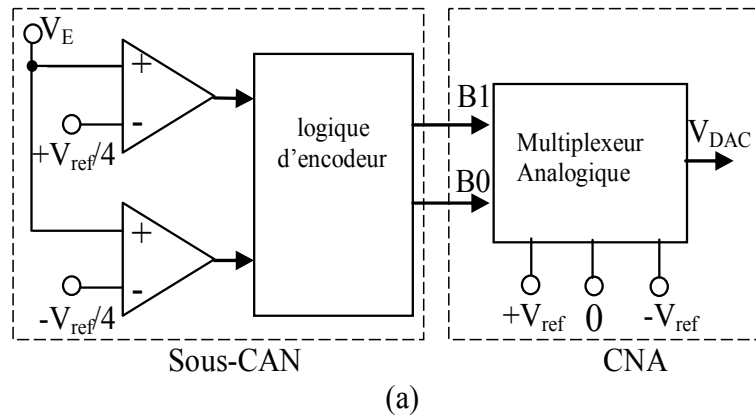 V_E
+
-
+V_ref/4
+
-
-V_ref/4
logique
d'encodeur
B1
B0
Multiplexeur
Analogique
V_DAC
+V_ref
0
-V_ref
Sous-CAN
CNA
(a)